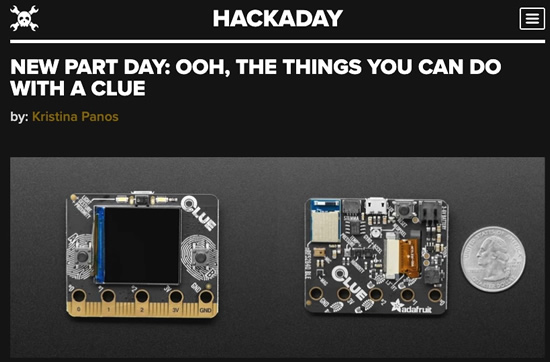 HACKADAY
NEW PART DAY: OOH, THE THINGS YOU CAN DO
WITH A CLUE
by: Kristina Panos
CLUE
0 1 2 3V GND
CLUE
adafruit